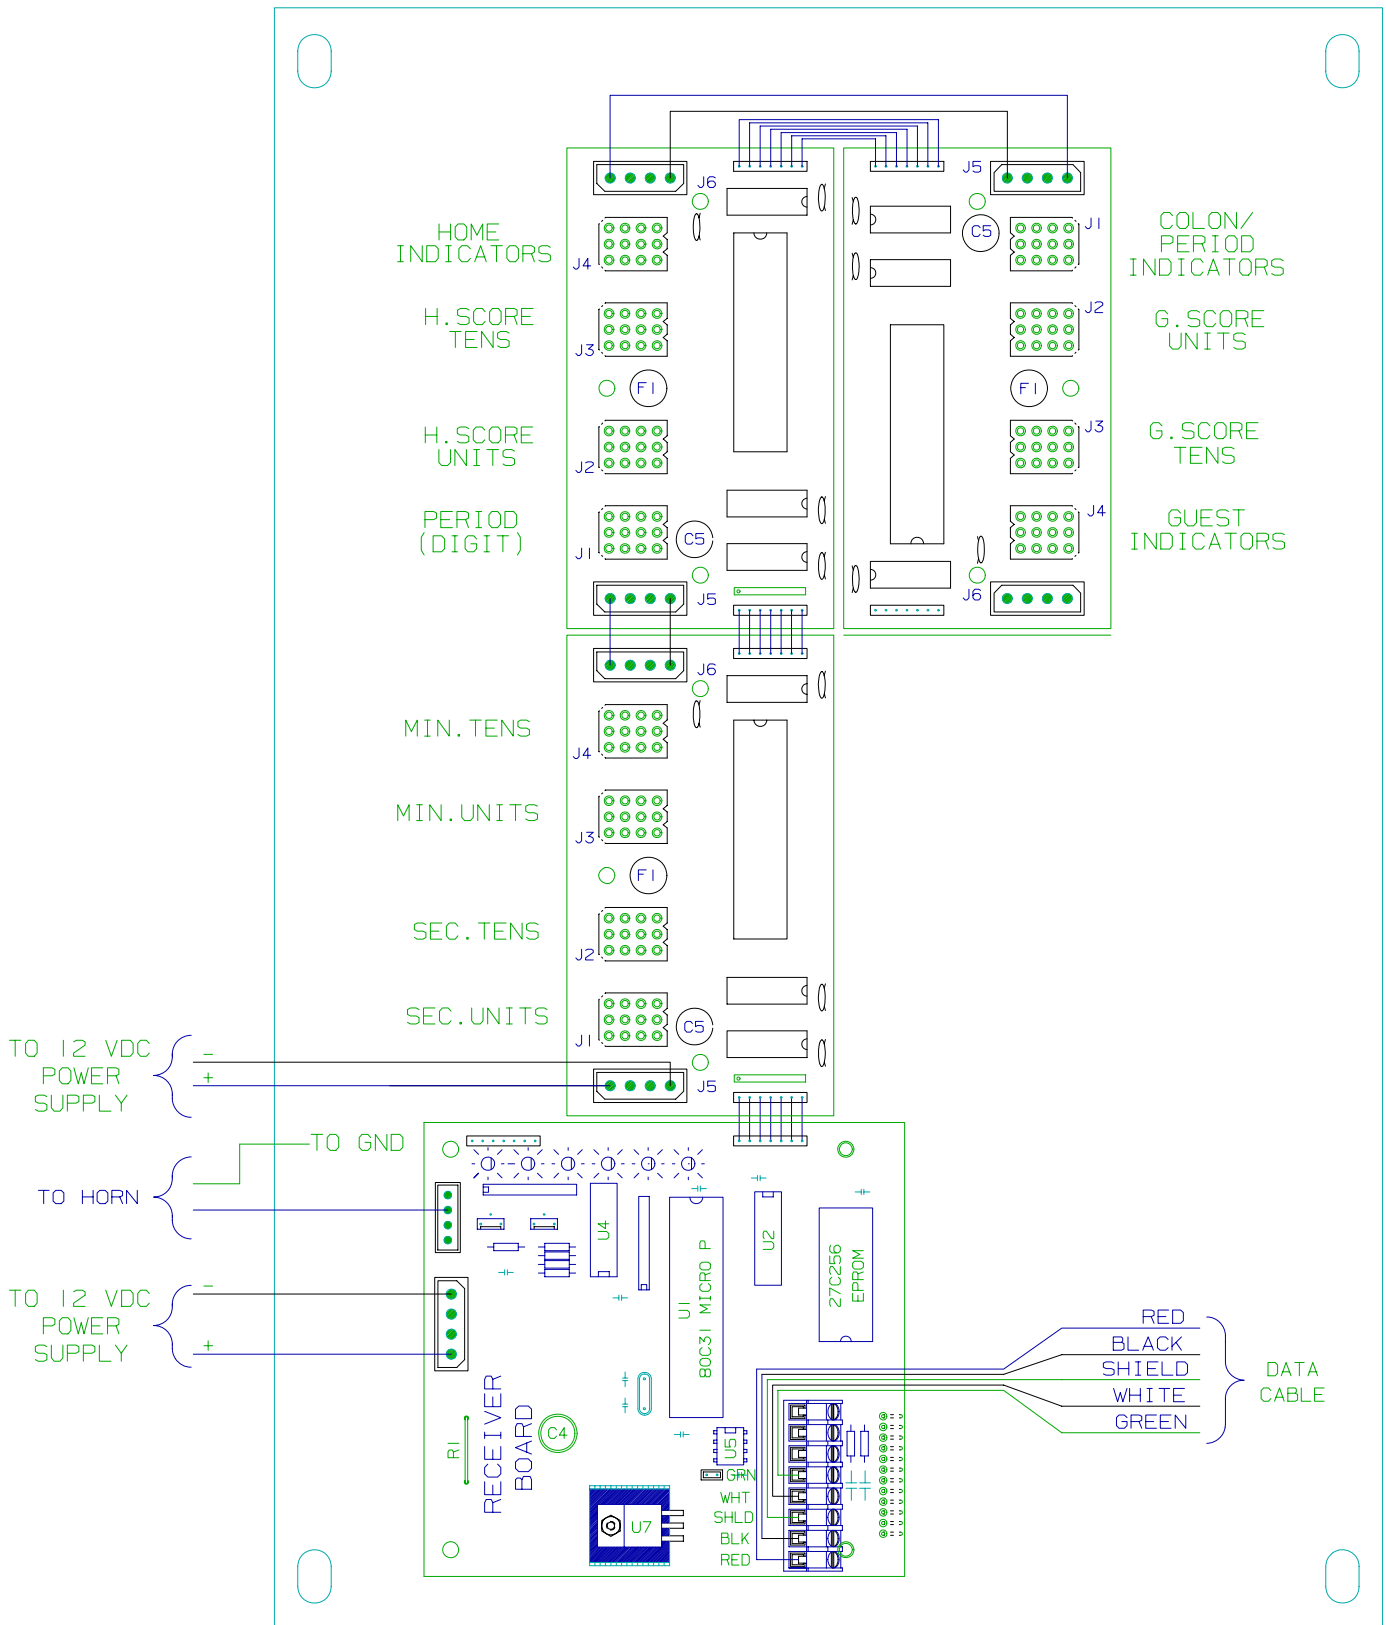 J6
J5
HOME
INDICATORS
J4
C5
J1
COLON/
PERIOD
INDICATORS
H.SCORE
TENS
J3
J2
G.SCORE
UNITS
F1
F1
H.SCORE
UNITS
J2
J3
G.SCORE
TENS
PERIOD
(DIGIT)
J1
C5
J4
GUEST
INDICATORS
J5
J6
J6
MIN.TENS
J4
MIN.UNITS
J3
F1
SEC.TENS
J2
SEC.UNITS
J1
C5
J5
TO 12 VDC
POWER
SUPPLY
-
+
TO GND
TO HORN
TO 12 VDC
POWER
SUPPLY
-
+
U4
U1
80C31 MICRO P
U2
27C256
EPROM
RED
BLACK
SHIELD
WHITE
GREEN
DATA
CABLE
R1
RECEIVER
BOARD
C4
U5
GRN
WHT
SHLD
BLK
RED
U7